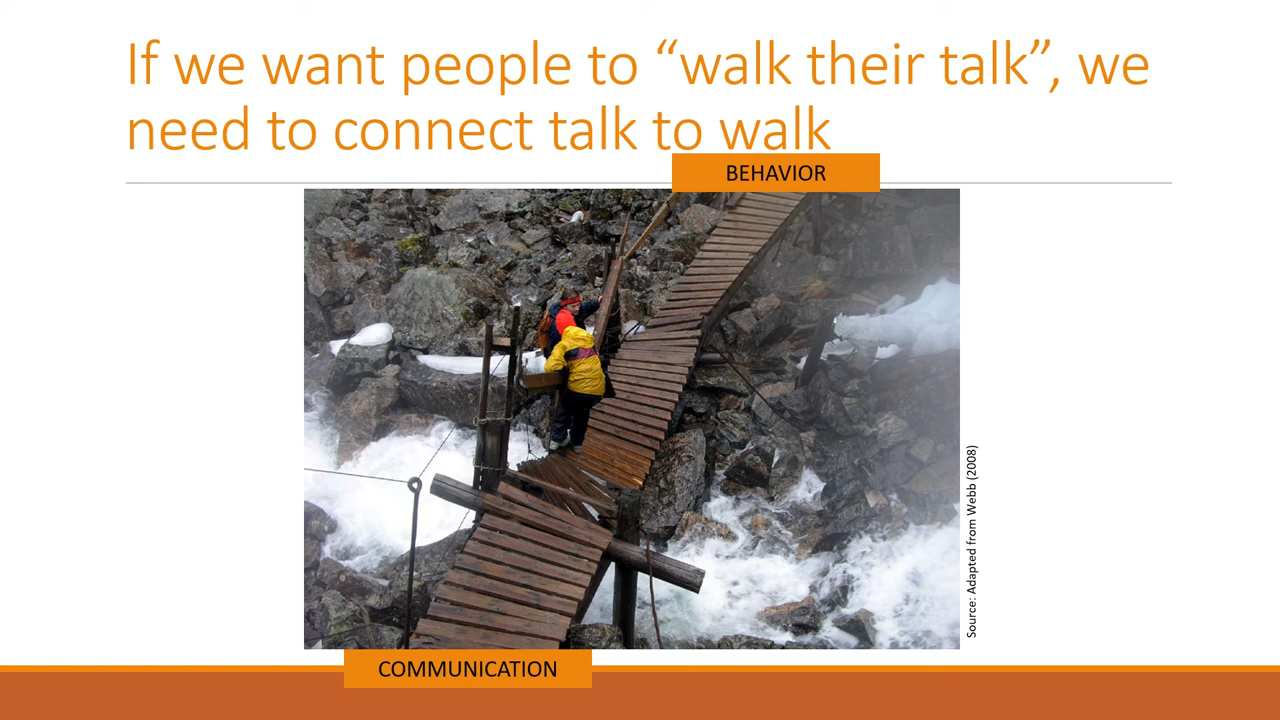 If we want people to “walk their talk”, we
need to connect talk to walk
BEHAVIOR
Source: Adapted from Webb (2008)
COMMUNICATION